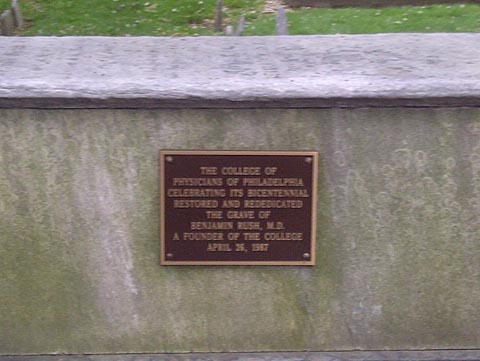 THE COLLEGE OF
PHYSICIANS OF PHILADELPHIA
CELEBRATING ITS BICENTENNIAL
RESTORED AND REDEDICATED
THE GRAVE OF
BENJAMIN RUSH, M.D.
A FOUNDER OF THE COLLEGE
APRIL 26, 1987